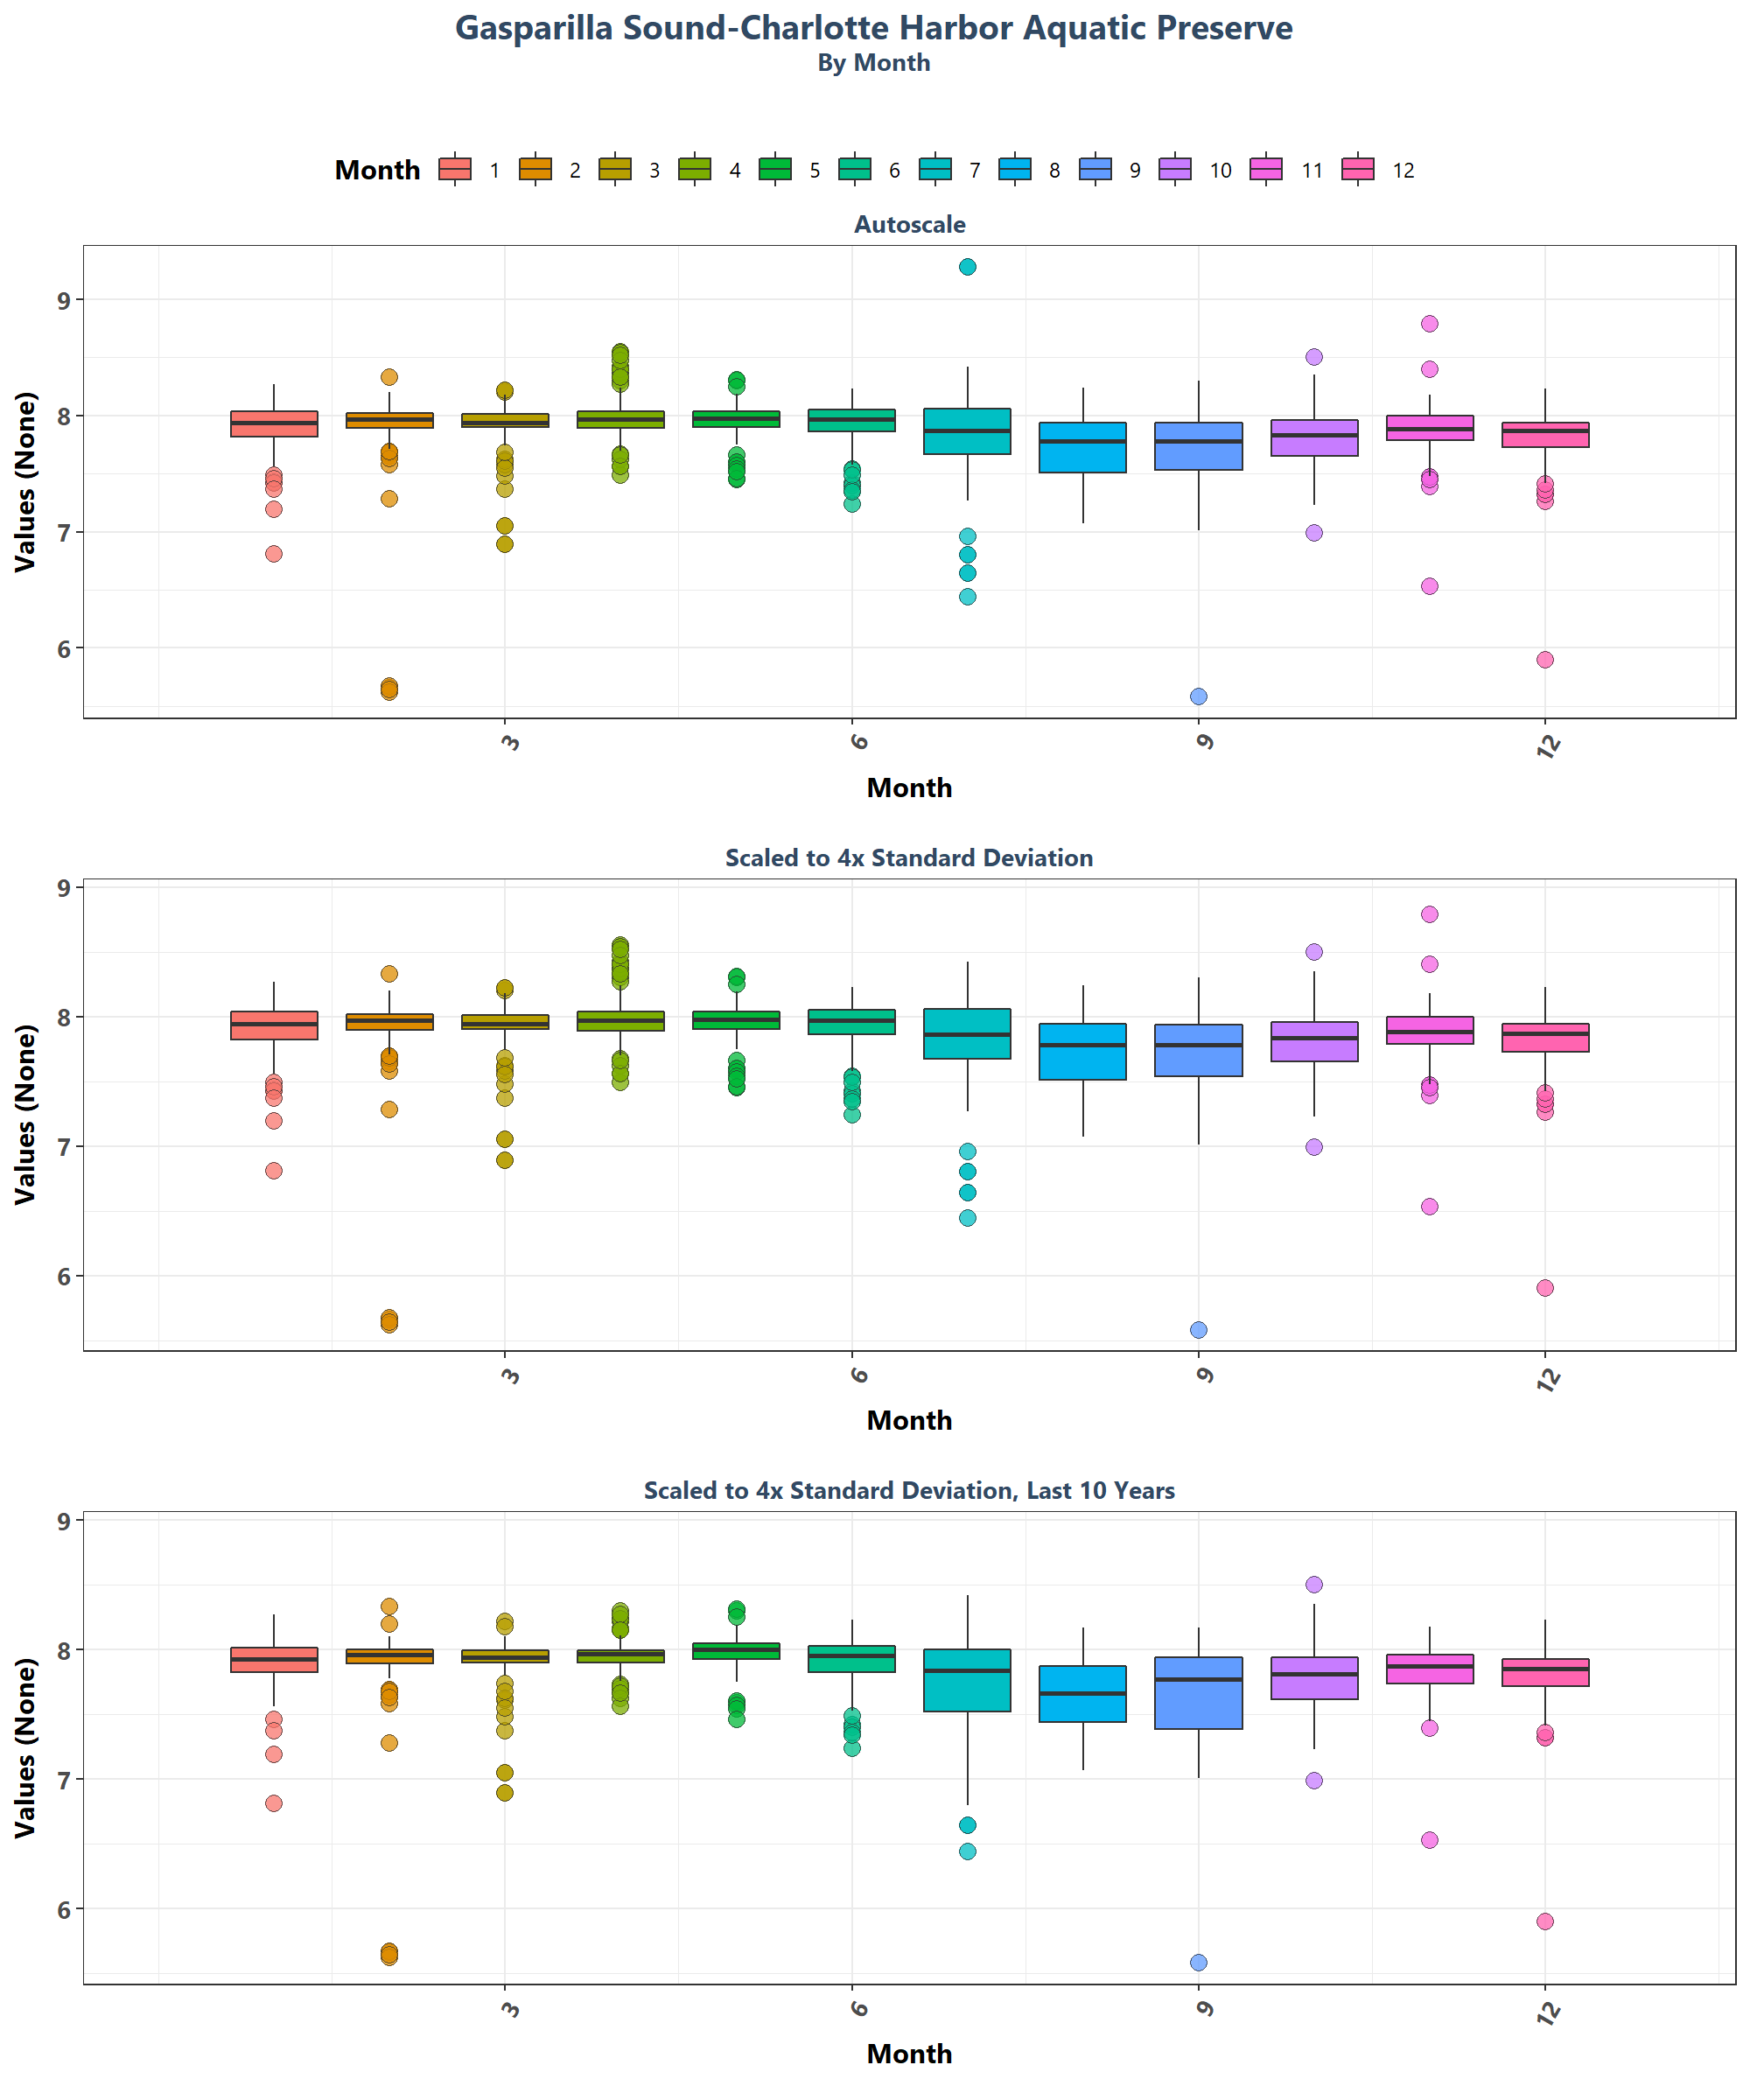 Gasparilla Sound-Charlotte Harbor Aquatic Preserve
By Month
Month 1 2 3 4 5 6 7 8 9 10 11 12
Autoscale
Values (None)
9
8
7
6
3 6 9 12
Month
Scaled to 4x Standard Deviation
Values (None)
9
8
7
6
3 6 9 12
Month
Scaled to 4x Standard Deviation, Last 10 Years
Values (None)
9
8
7
6
3 6 9 12
Month